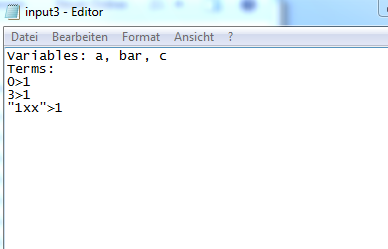 input3 - Editor
Datei Bearbeiten Format Ansicht ?
Variables: a, bar, c
Terms:
0>1
3>1
"1xx">1